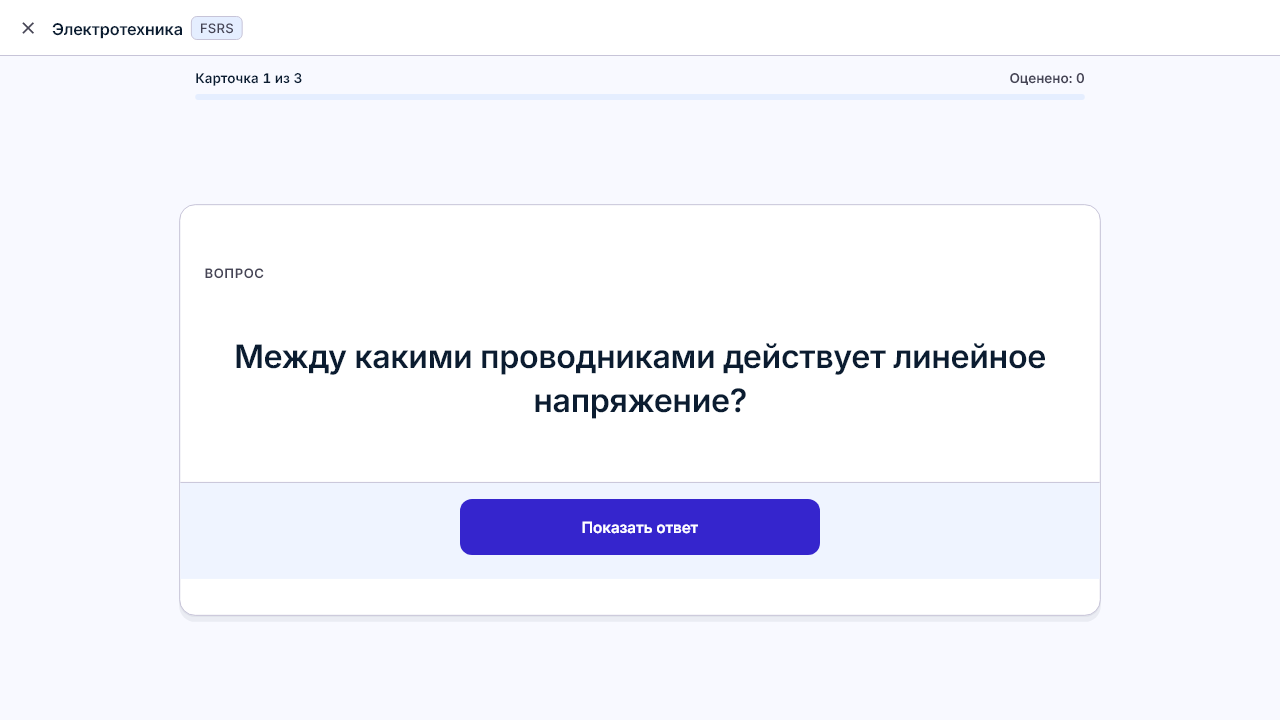 Электротехника FSRS
Карточка 1 из 3
Оценено: 0
ВОПРОС
Между какими проводниками действует линейное
напряжение?
Показать ответ